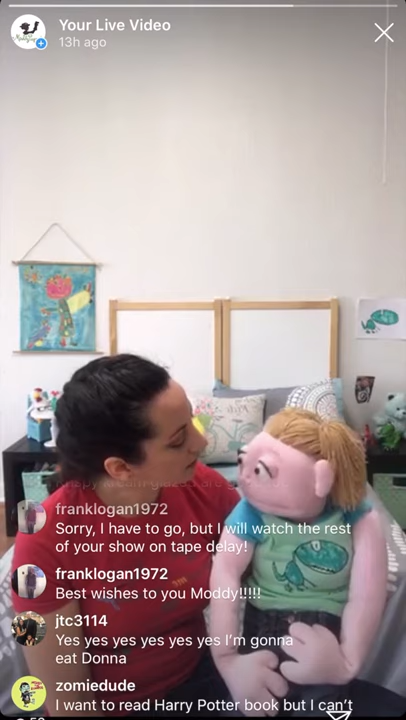 Your Live Video
13h ago
franklogan1972
Sorry, I have to go, but I will watch the rest
of your show on tape delay!
franklogan1972
Best wishes to you Moddy!!!!!
jtc3114
Yes yes yes yes yes yes I’m gonna
eat Donna
zomiedude
I want to read Harry Potter book but I can’t